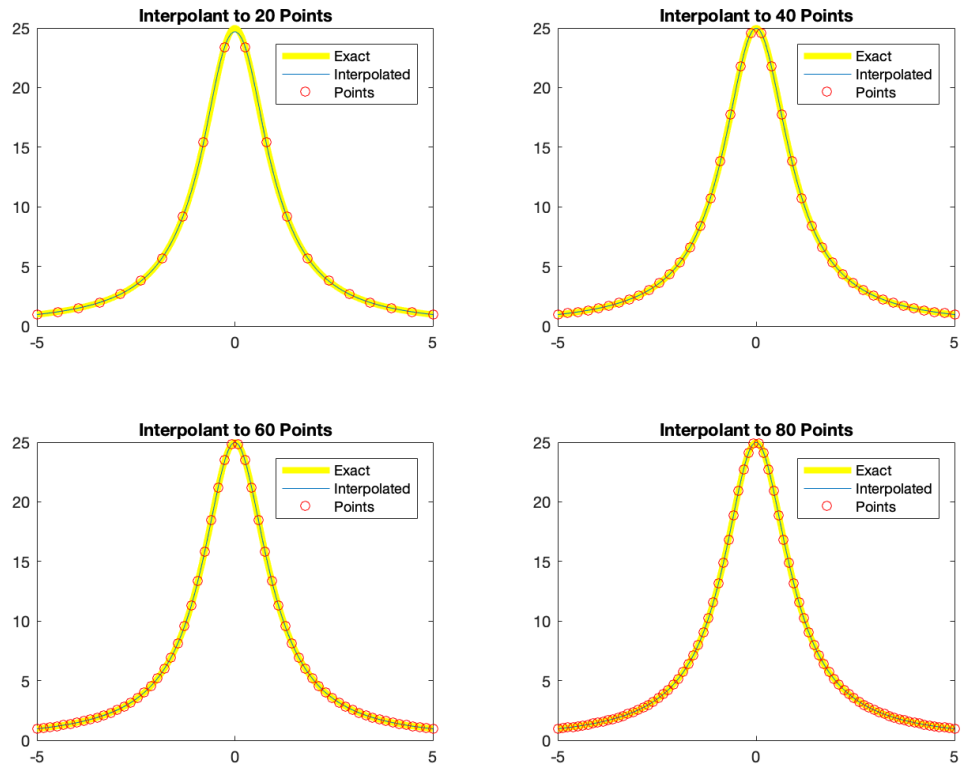 Interpolant to 20 Points
25
20
15
10
5
0
-5
0
5
Exact
Interpolated
Points
Interpolant to 40 Points
25
20
15
10
5
0
-5
0
5
Exact
Interpolated
Points
Interpolant to 60 Points
25
20
15
10
5
0
-5
0
5
Exact
Interpolated
Points
Interpolant to 80 Points
25
20
15
10
5
0
-5
0
5
Exact
Interpolated
Points